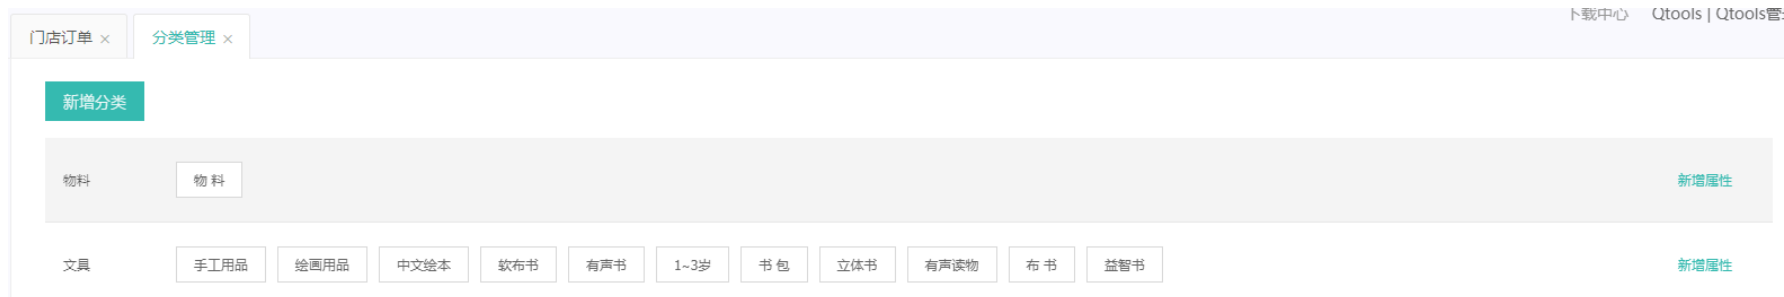 下载中心 Qtools | Qtools管
门店订单 × 分类管理 ×
新增分类
物料 物 料 新增属性
文具 手工用品 绘画用品 中文绘本 软布书 有声书 1~3岁 书 包 立体书 有声读物 布 书 益智书 新增属性